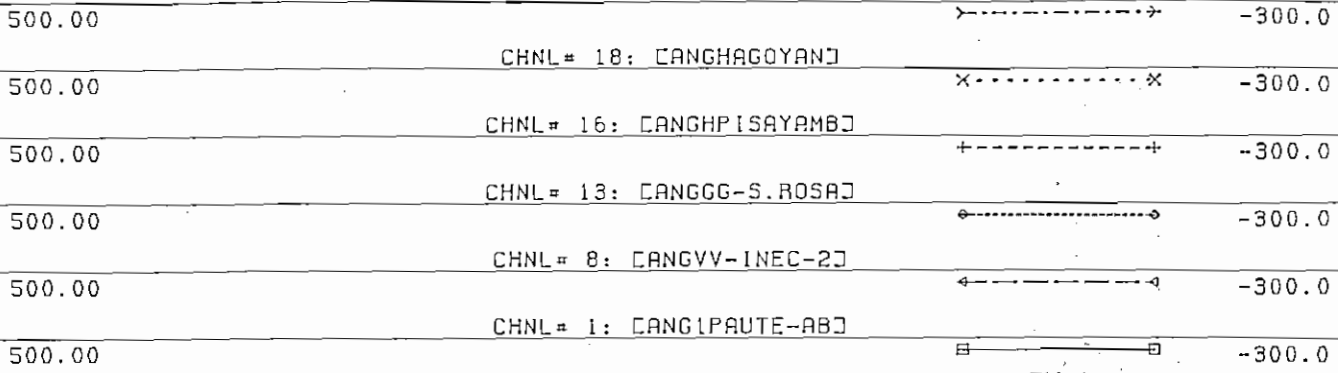 500.00 -300.0
CHNL# 18: [ANGHAGOYAN]
500.00 -300.0
CHNL# 16: [ANGHPISAYAMB]
500.00 -300.0
CHNL# 13: [ANGGG-S.ROSA]
500.00 -300.0
CHNL# 8: [ANGVV-INEC-2]
500.00 -300.0
CHNL# 1: [ANG1PAUTE-AB]
500.00 -300.0